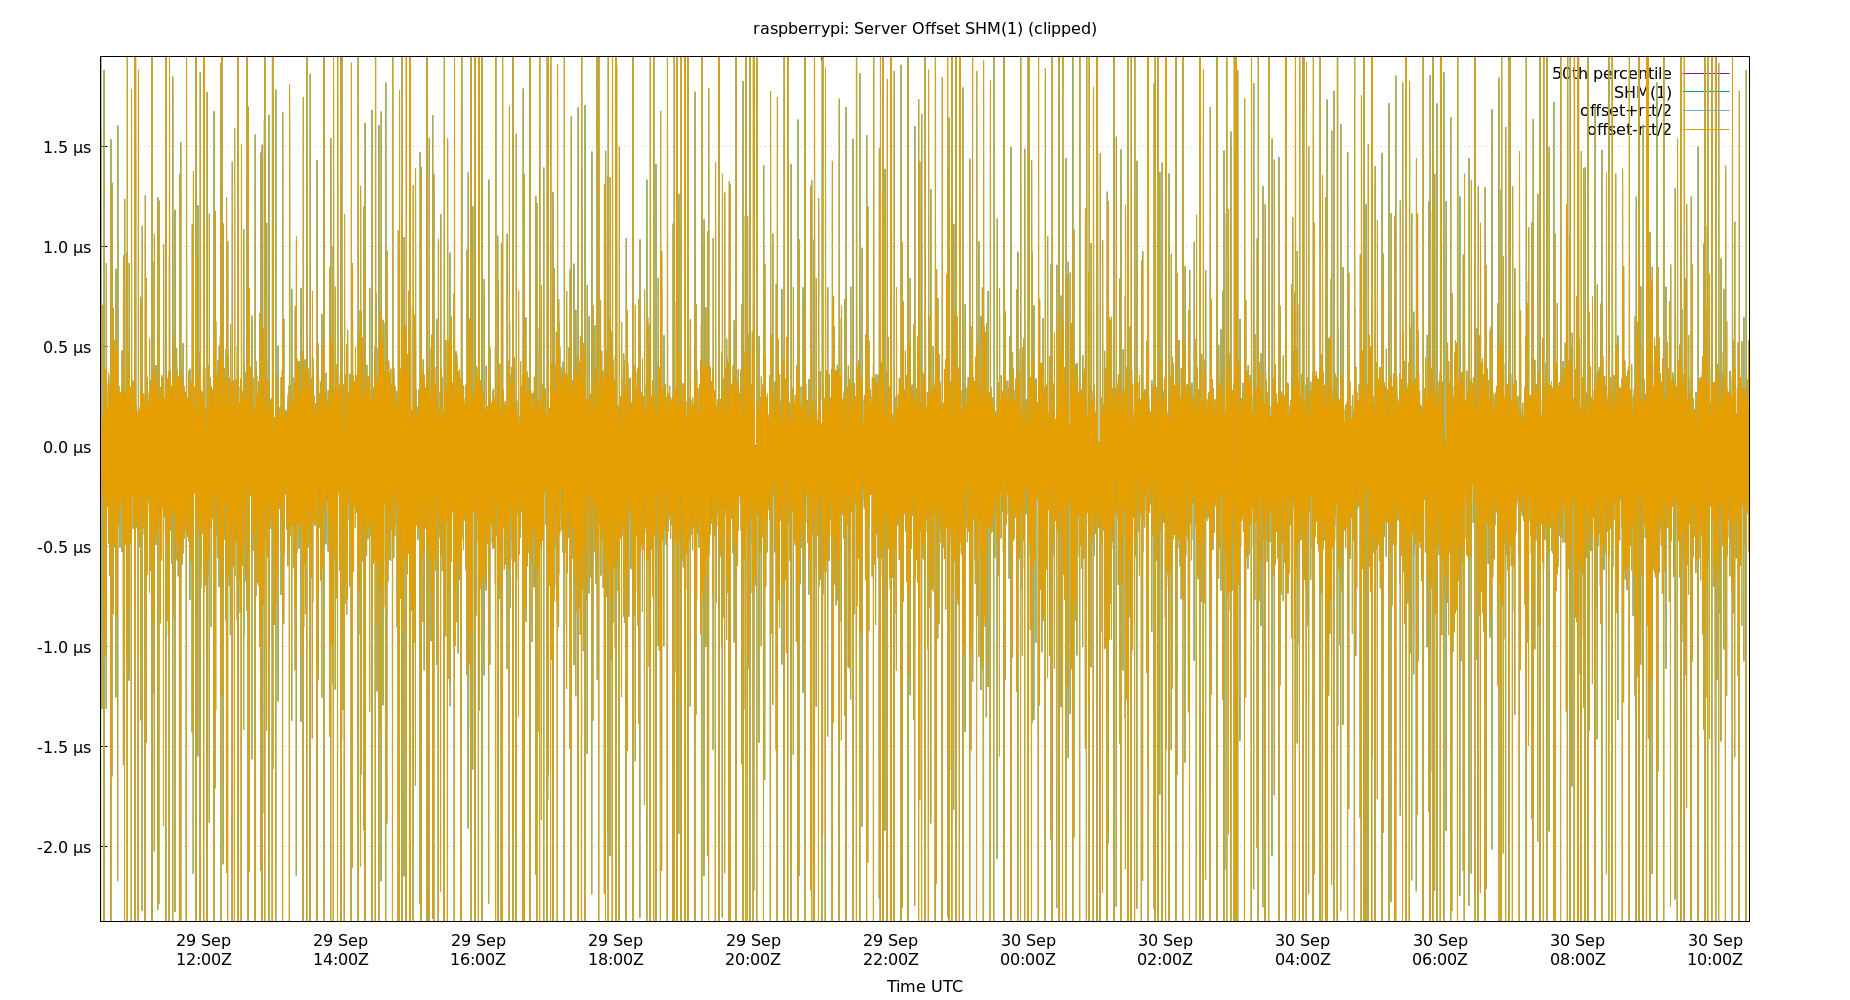 raspberrypi: Server Offset SHM(1) (clipped)
50th percentile
SHM(1)
offset+rtt/2
offset-rtt/2
1.5 µs
1.0 µs
0.5 µs
0.0 µs
-0.5 µs
-1.0 µs
-1.5 µs
-2.0 µs
29 Sep 29 Sep 29 Sep 29 Sep 29 Sep 29 Sep 30 Sep 30 Sep 30 Sep 30 Sep 30 Sep 30 Sep
12:00Z 14:00Z 16:00Z 18:00Z 20:00Z 22:00Z 00:00Z 02:00Z 04:00Z 06:00Z 08:00Z 10:00Z
Time UTC